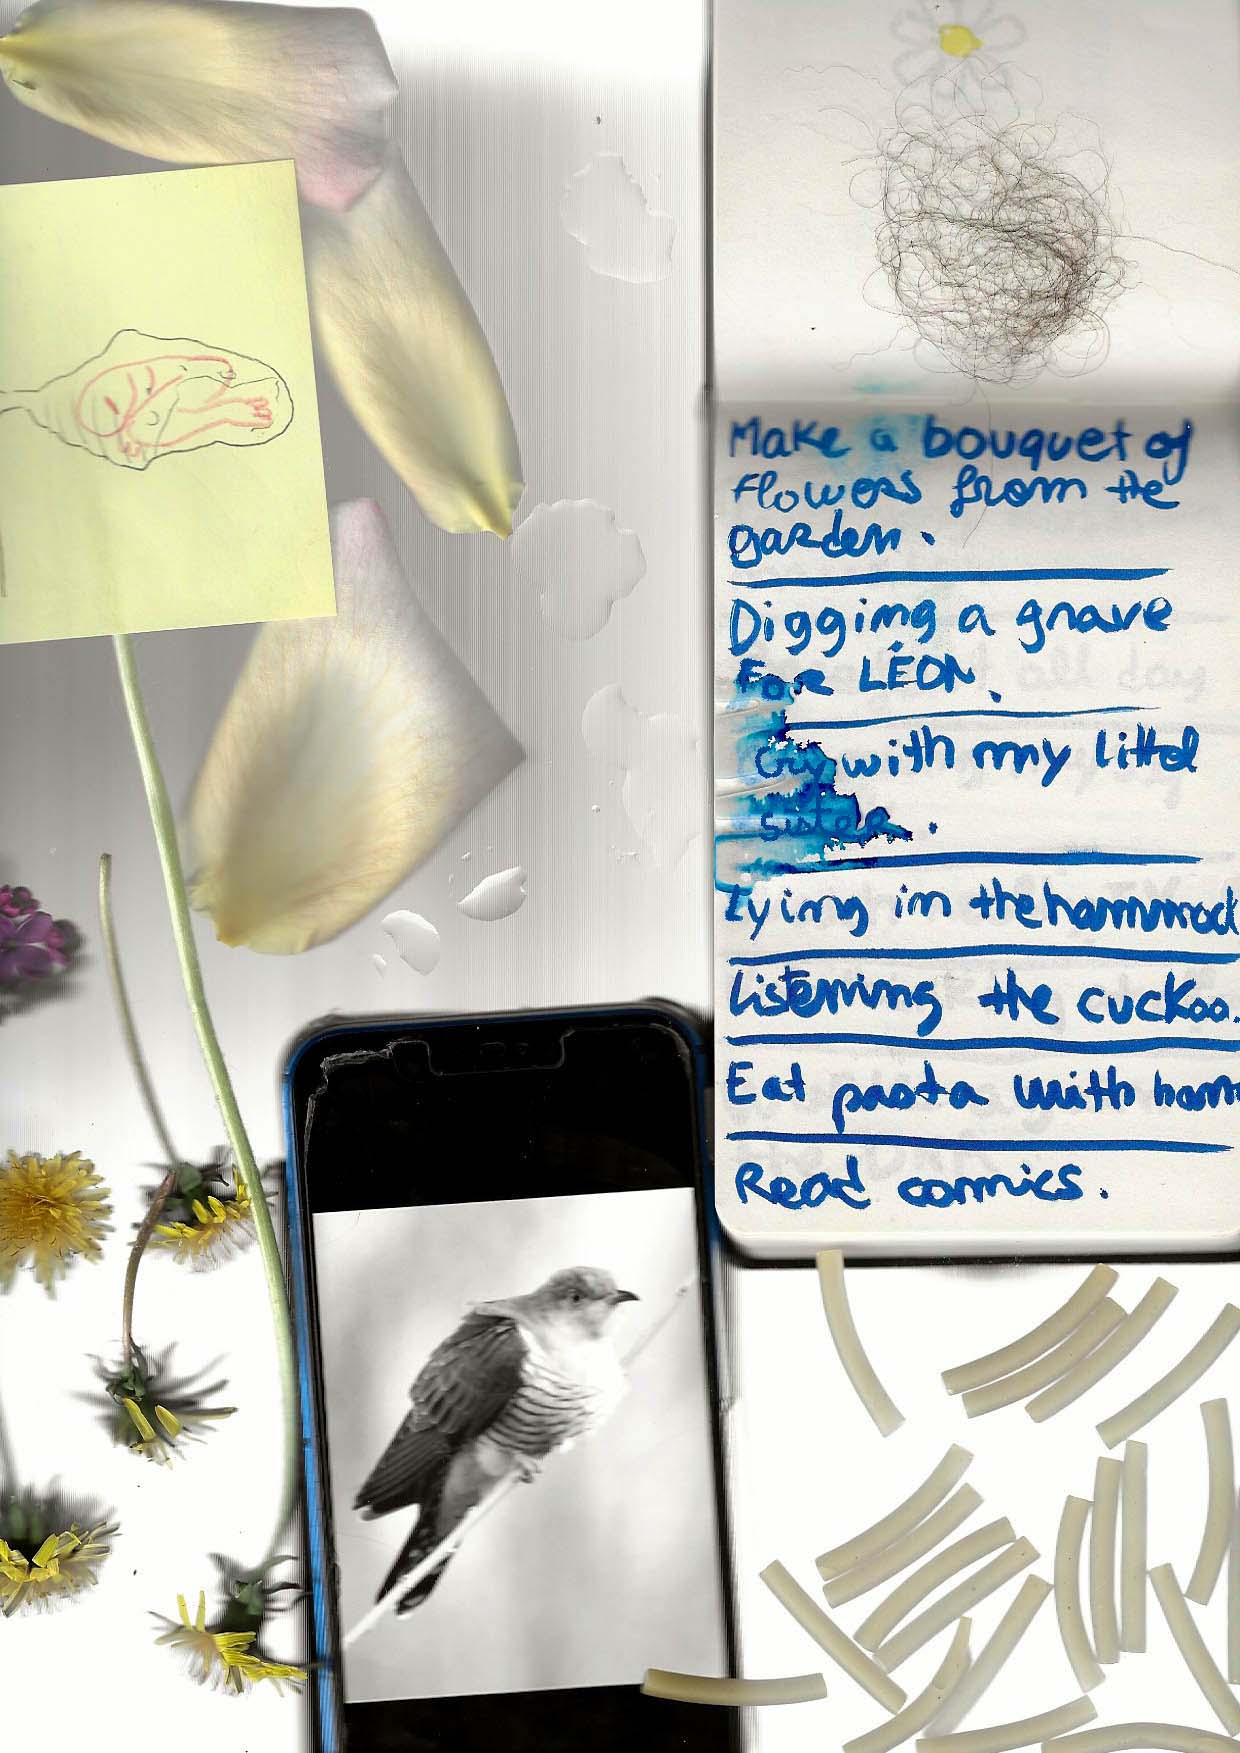 Make a bouquet of
Flowers from the
garden.
Digging a grave
For LÉON.
Cry with my littel
sister.
Lying in the hammock
Listening the cuckoo.
Eat pasta with ham
Read comics.